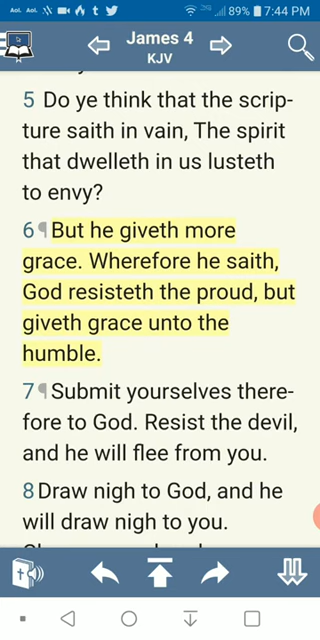 AOL. AOL. 89% 7:44 PM
James 4
KJV
5 Do ye think that the scrip-
ture saith in vain, The spirit
that dwelleth in us lusteth
to envy?
6 ¶ But he giveth more
grace. Wherefore he saith,
God resisteth the proud, but
giveth grace unto the
humble.
7 ¶ Submit yourselves there-
fore to God. Resist the devil,
and he will flee from you.
8 Draw nigh to God, and he
will draw nigh to you.